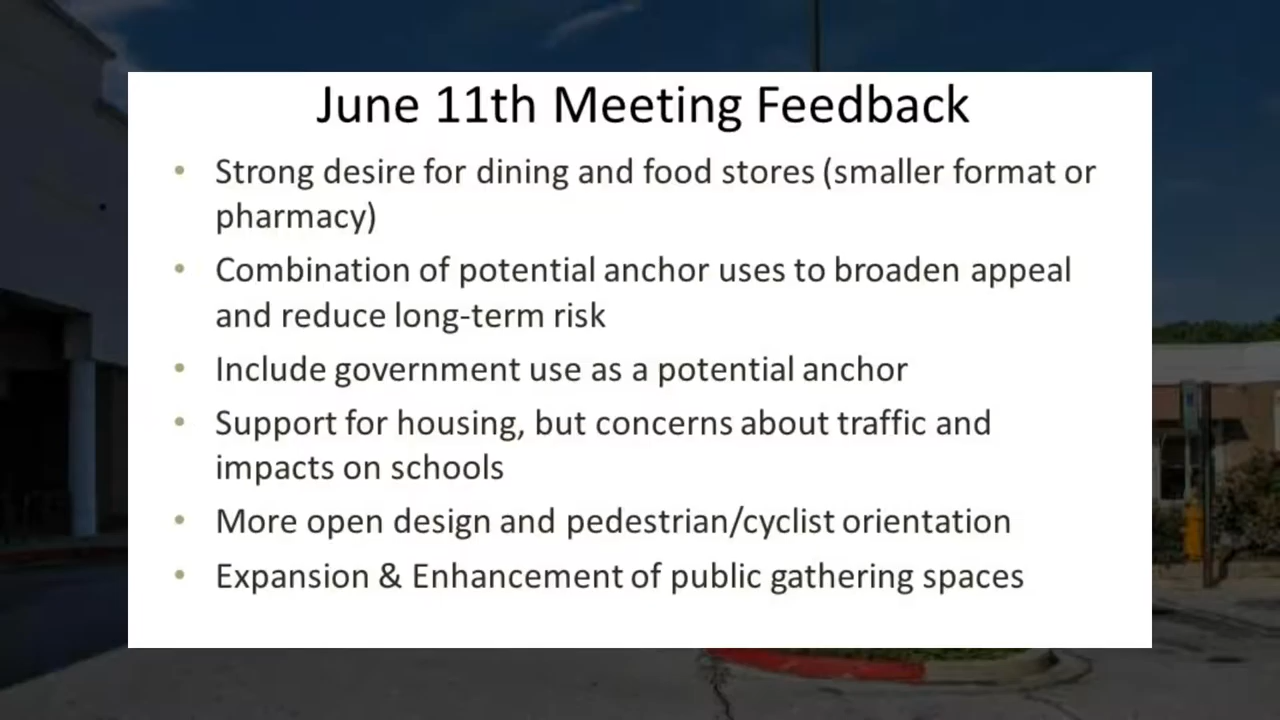 June 11th Meeting Feedback
• Strong desire for dining and food stores (smaller format or
pharmacy)
• Combination of potential anchor uses to broaden appeal
and reduce long-term risk
• Include government use as a potential anchor
• Support for housing, but concerns about traffic and
impacts on schools
• More open design and pedestrian/cyclist orientation
• Expansion & Enhancement of public gathering spaces